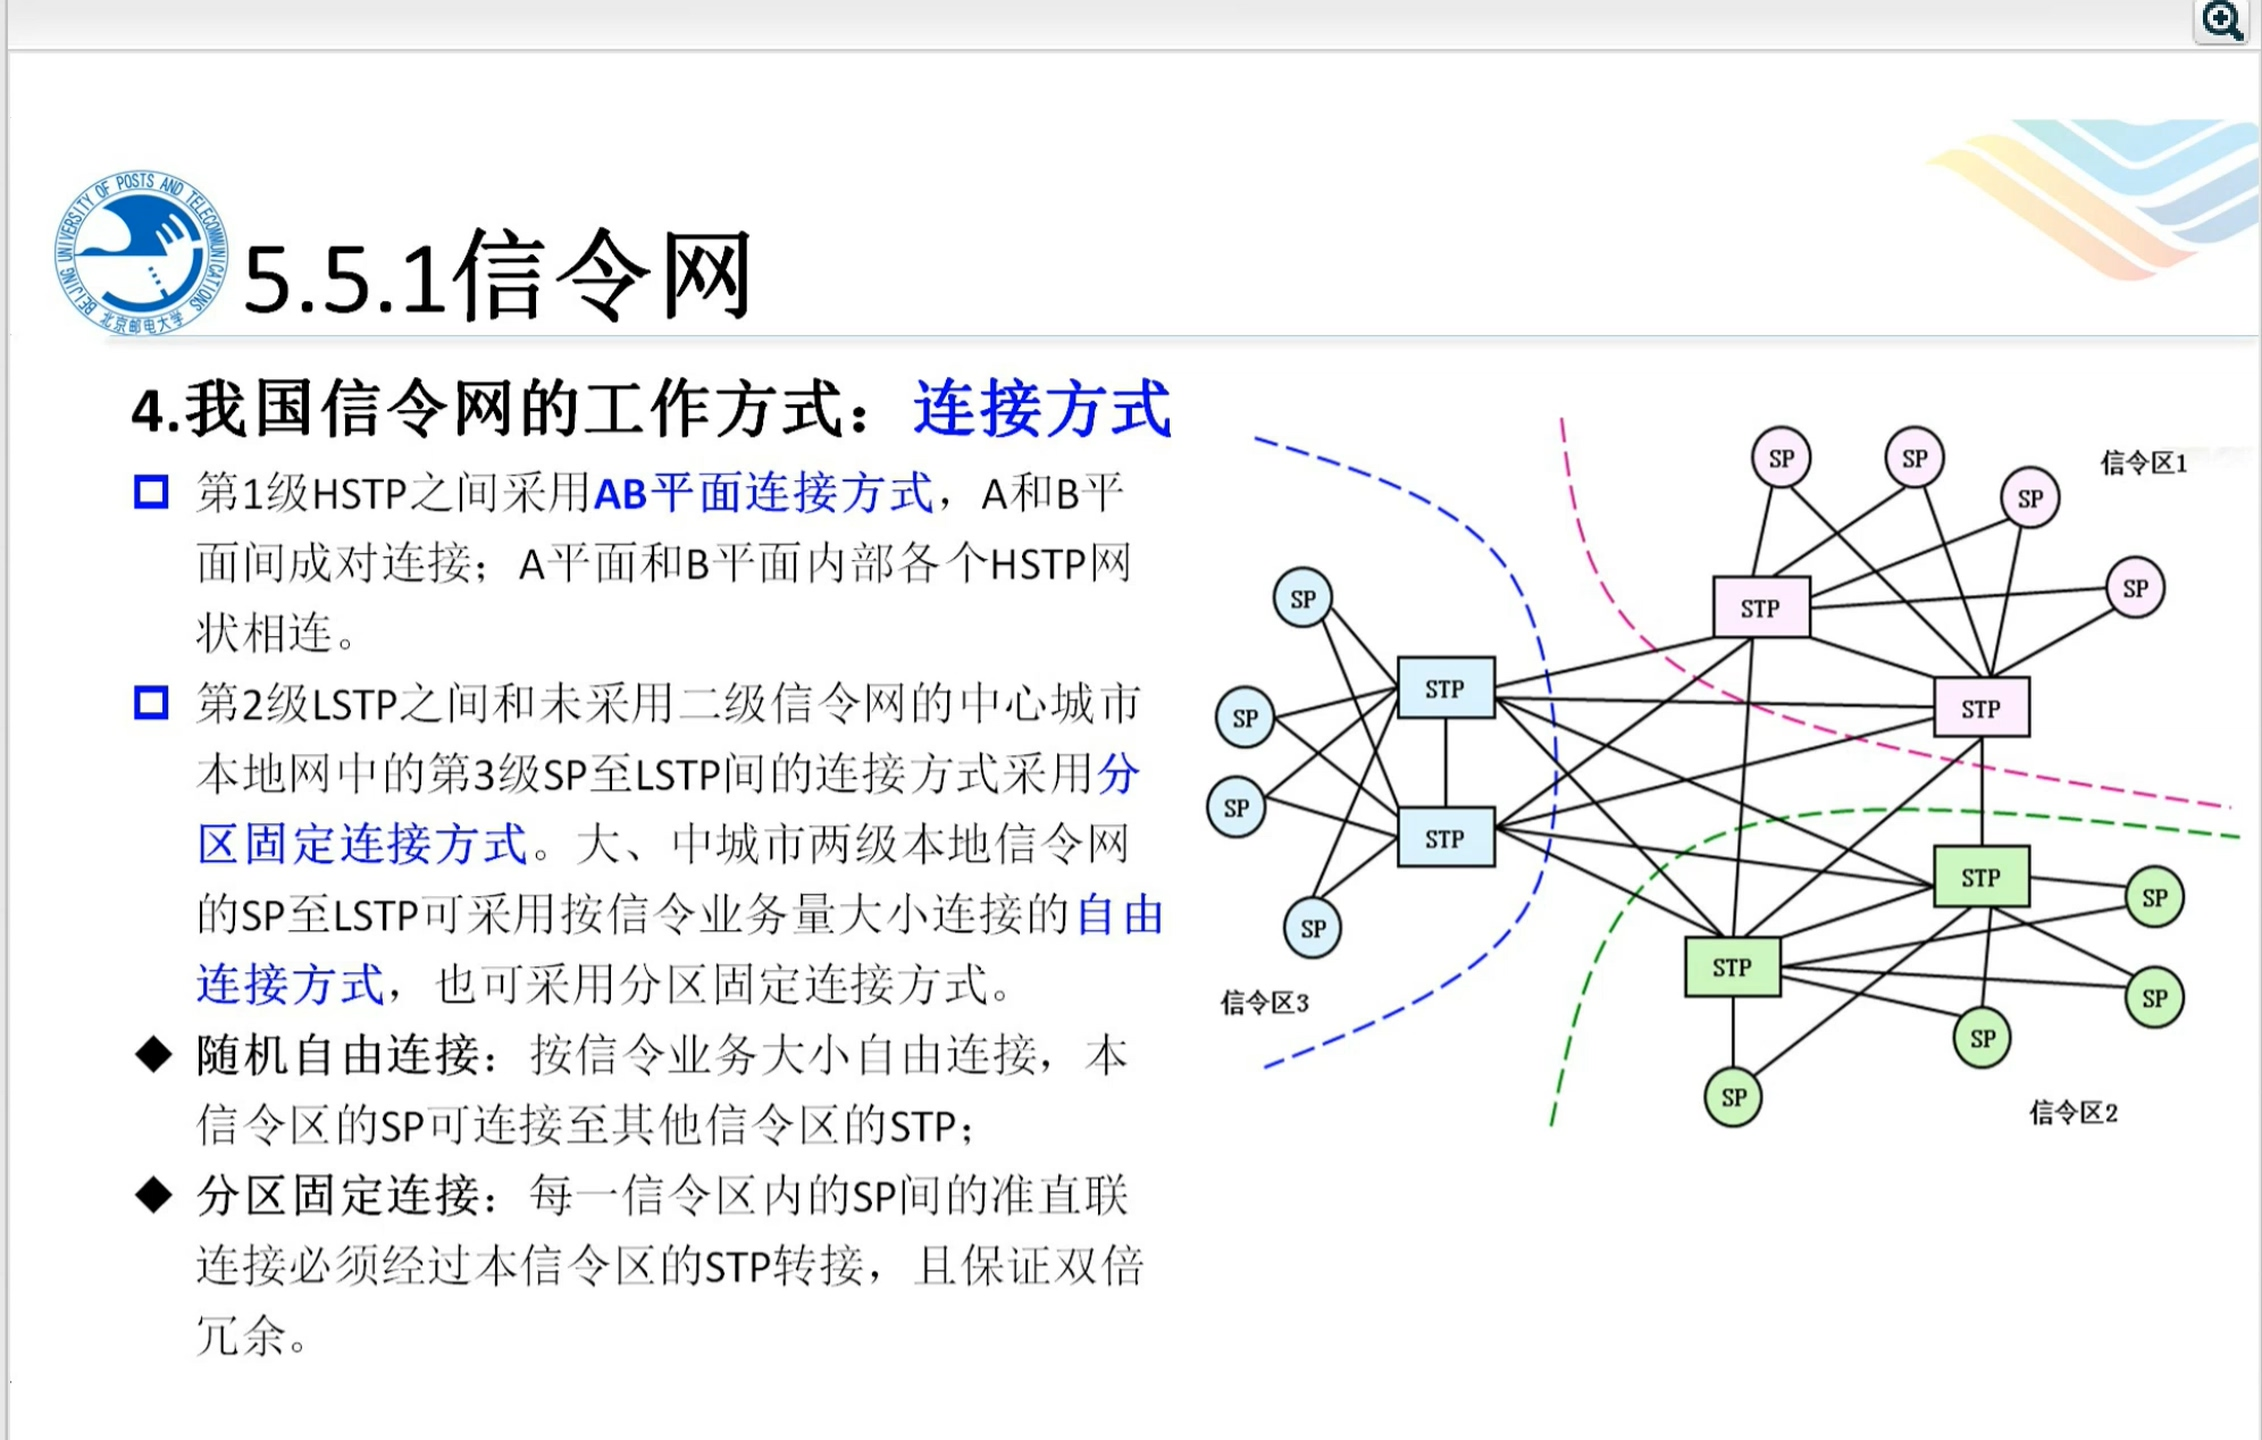 BEIJING UNIVERSITY OF POSTS AND TELECOMMUNICATIONS
北京邮电大学
5.5.1信令网
4.我国信令网的工作方式：连接方式
第1级HSTP之间采用AB平面连接方式，A和B平
面间成对连接；A平面和B平面内部各个HSTP网
状相连。
第2级LSTP之间和未采用二级信令网的中心城市
本地网中的第3级SP至LSTP间的连接方式采用分
区固定连接方式。大、中城市两级本地信令网
的SP至LSTP可采用按信令业务量大小连接的自由
连接方式，也可采用分区固定连接方式。
随机自由连接：按信令业务大小自由连接，本
信令区的SP可连接至其他信令区的STP；
分区固定连接：每一信令区内的SP间的准直联
连接必须经过本信令区的STP转接，且保证双倍
冗余。
SP
SP
信令区1
SP
SP
SP
STP
STP
STP
SP
SP
STP
STP
SP
SP
STP
SP
信令区3
SP
SP
信令区2